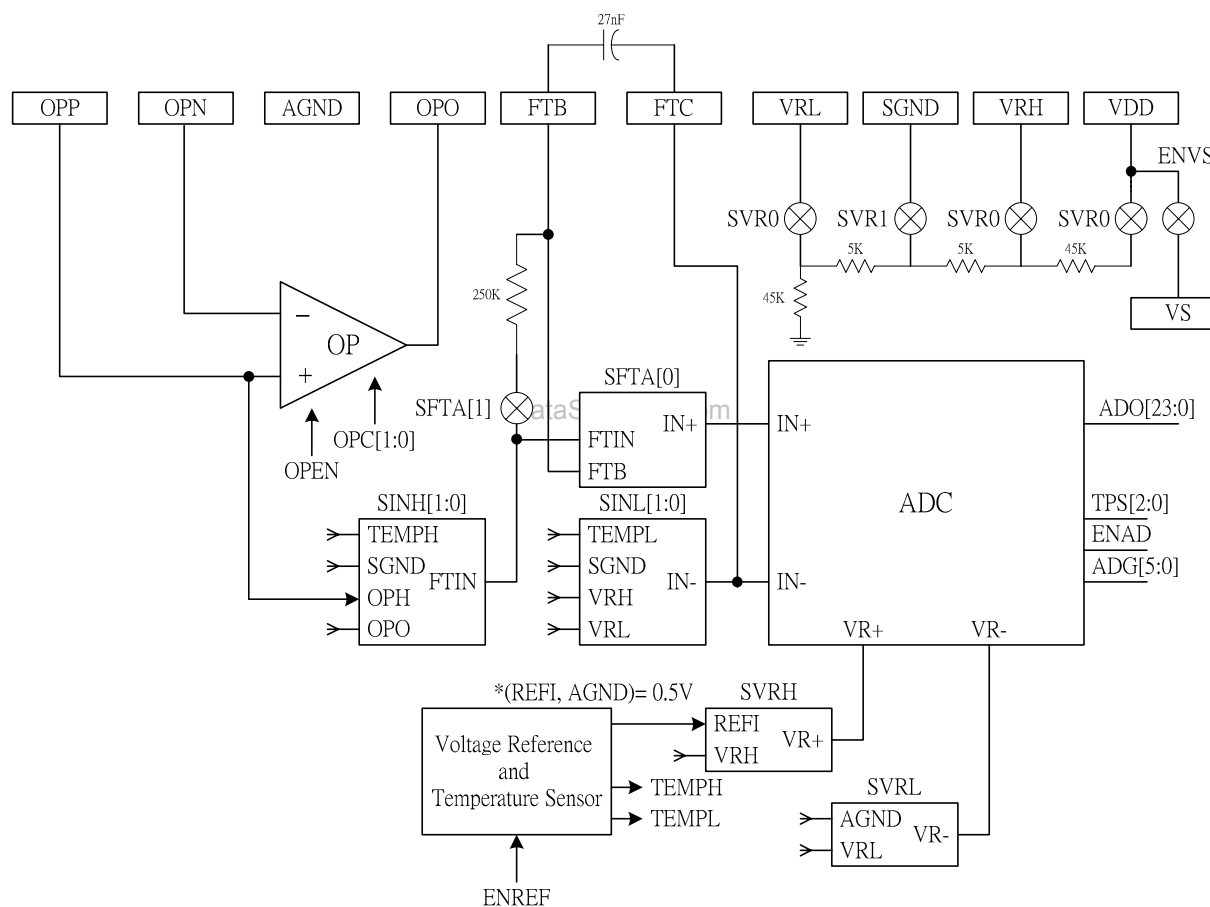 27nF
OPP
OPN
AGND
OPO
FTB
FTC
VRL
SGND
VRH
VDD
ENVS
SVR0
SVR1
SVR0
SVR0
5K
5K
45K
45K
VS
250K
−
OP
+
OPEN
OPC[1:0]
SFTA[1]
SFTA[0]
FTIN
FTB
IN+
SINH[1:0]
TEMPH
SGND
OPH
OPO
FTIN
SINL[1:0]
TEMPL
SGND
VRH
VRL
IN-
IN+
IN-
ADC
VR+
VR-
ADO[23:0]
TPS[2:0]
ENAD
ADG[5:0]
*(REFI, AGND)= 0.5V
Voltage Reference
and
Temperature Sensor
TEMPH
TEMPL
ENREF
SVRH
REFI
VRH
VR+
SVRL
AGND
VRL
VR-